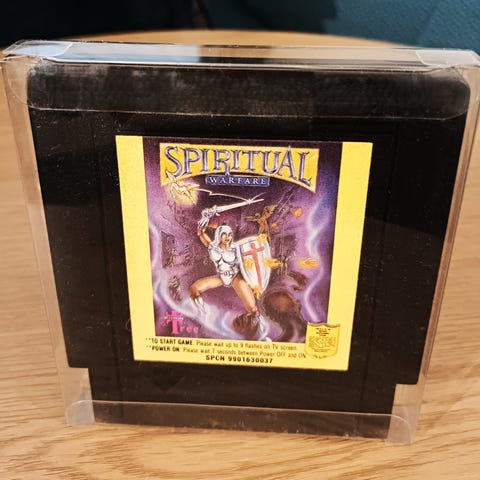 SPIRITUAL
WARFARE
Tree
**TO START GAME: Please wait up to 9 flashes on TV screen.
**POWER ON: Please wait 7 seconds between Power OFF and ON
SPCN 9901630037